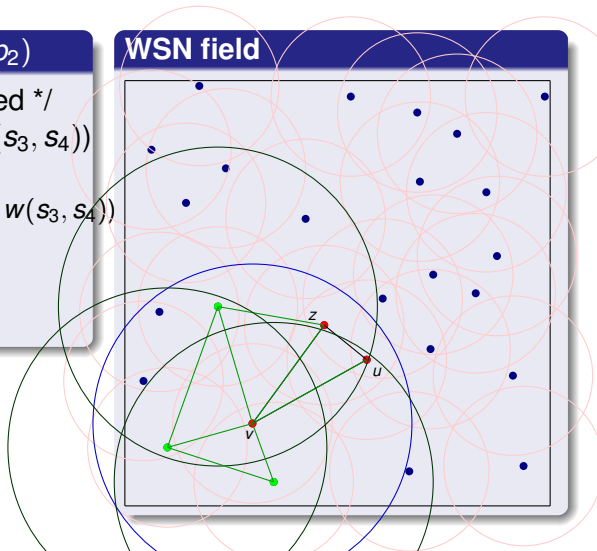 p₂)
WSN field
ed */
(s₃, s₄))
w(s₃, s₄))
z
u
v